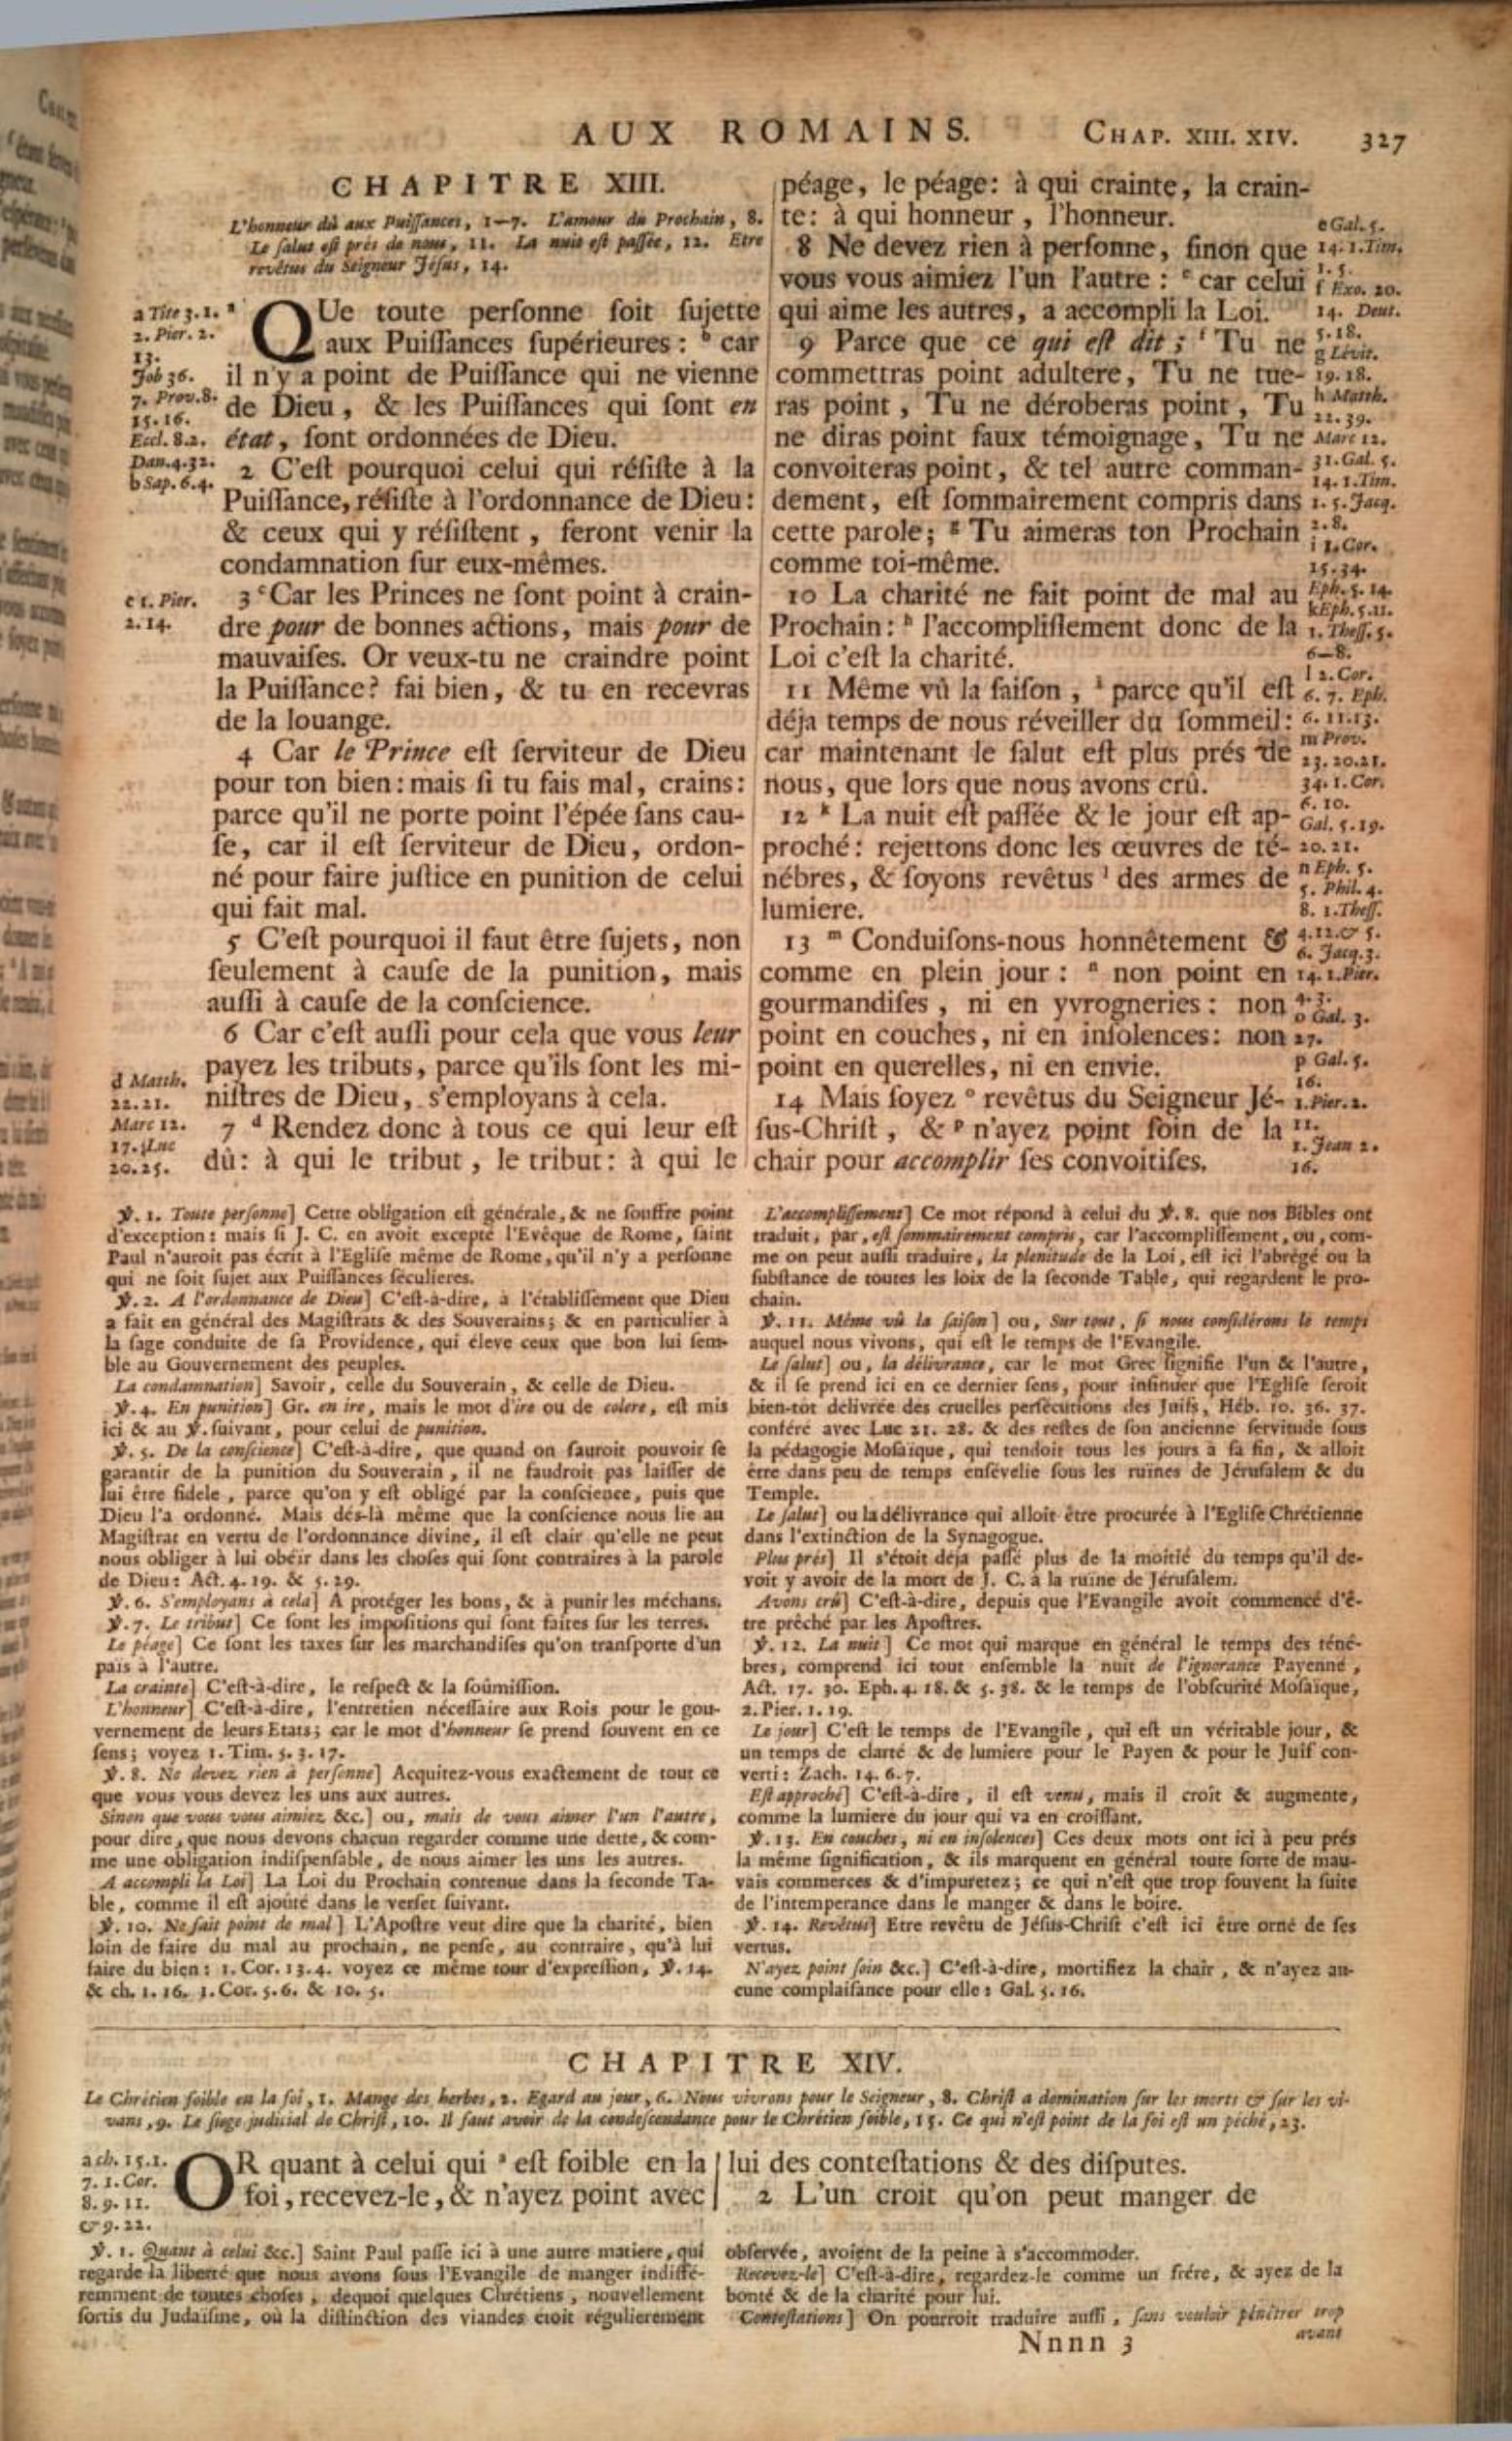 AUX ROMAINS. CHAP. XIII. XIV. 327
CHAPITRE XIII.
L'honneur dû aux Puiſſances, 1—7. L'amour du Prochain, 8.
Le ſalut eſt prés de nous, 11. La nuit eſt paſſée, 12. Etre
revêtus du Seigneur Jéſus, 14.
a Tite 3. 1.
2. Pier. 2.
13.
Job 36.
7. Prov. 8.
15. 16.
Eccl. 8. 2.
Dan. 4. 32.
b Sap. 6. 4.
a QUe toute perſonne ſoit ſujette
aux Puiſſances ſupérieures : b car
il n'y a point de Puiſſance qui ne vienne
de Dieu, & les Puiſſances qui ſont en
état, ſont ordonnées de Dieu.
2 C'eſt pourquoi celui qui réſiſte à la
Puiſſance, réſiſte à l'ordonnance de Dieu :
& ceux qui y réſiſtent, feront venir la
condamnation ſur eux-mêmes.
c 1. Pier.
2. 14.
3 c Car les Princes ne ſont point à crain-
dre pour de bonnes actions, mais pour de
mauvaiſes. Or veux-tu ne craindre point
la Puiſſance? fai bien, & tu en recevras
de la louange.
4 Car le Prince eſt ſerviteur de Dieu
pour ton bien : mais ſi tu fais mal, crains :
parce qu'il ne porte point l'épée ſans cau-
ſe, car il eſt ſerviteur de Dieu, ordon-
né pour faire juſtice en punition de celui
qui fait mal.
5 C'eſt pourquoi il faut être ſujets, non
ſeulement à cauſe de la punition, mais
auſſi à cauſe de la conſcience.
6 Car c'eſt auſſi pour cela que vous leur
payez les tributs, parce qu'ils ſont les mi-
niſtres de Dieu, s'employans à cela.
d Matth.
22. 21.
Marc 12.
17. Luc
20. 25.
7 d Rendez donc à tous ce qui leur eſt
dû : à qui le tribut, le tribut : à qui le
péage, le péage : à qui crainte, la crain-
te : à qui honneur, l'honneur.
8 Ne devez rien à perſonne, ſinon que
vous vous aimiez l'un l'autre : e car celui
qui aime les autres, a accompli la Loi.
9 Parce que ce qui eſt dit ; f Tu ne
commettras point adultere, Tu ne tue-
ras point, Tu ne déroberas point, Tu
ne diras point faux témoignage, Tu ne
convoiteras point, & tel autre comman-
dement, eſt ſommairement compris dans
cette parole ; g Tu aimeras ton Prochain
comme toi-même.
10 La charité ne fait point de mal au
Prochain : h l'accompliſſement donc de la
Loi c'eſt la charité.
11 Même vû la ſaiſon, i parce qu'il eſt
déja temps de nous réveiller du ſommeil :
car maintenant le ſalut eſt plus prés de
nous, que lors que nous avons crû.
12 k La nuit eſt paſſée & le jour eſt ap-
proché : rejettons donc les œuvres de té-
nébres, & ſoyons revêtus l des armes de
lumiere.
13 m Conduiſons-nous honnêtement &
comme en plein jour : n non point en
gourmandiſes, ni en yvrogneries : non
point en couches, ni en inſolences : non
point en querelles, ni en envie.
14 Mais ſoyez o revêtus du Seigneur Jé-
ſus-Chriſt, & p n'ayez point ſoin de la
chair pour accomplir ſes convoitiſes.
e Gal. 5.
14. 1. Tim.
1. 5.
f Exo. 20.
14. Deut.
5. 18.
g Lévit.
19. 18.
h Matth.
22. 39.
Marc 12.
31. Gal. 5.
14. 1. Tim.
1. 5. Jacq.
2. 8.
i 1. Cor.
15. 34.
Eph. 5. 14.
k Eph. 5. 11.
1. Theſſ. 5.
6—8.
l 2. Cor.
6. 7. Eph.
6. 11. 13.
m Prov.
23. 20. 21.
34. 1. Cor.
6. 10.
Gal. 5. 19.
20. 21.
n Eph. 5.
5. Phil. 4.
8. 1. Theſſ.
4. 12. & 5.
6. Jacq. 3.
14. 1. Pier.
4. 3.
o Gal. 3.
27.
p Gal. 5.
16.
1. Pier. 2.
11.
1. Jean 2.
16.
℣. 1. Toute perſonne] Cette obligation eſt générale, & ne ſouffre point
d'exception : mais ſi J. C. en avoit excepté l'Evêque de Rome, ſaint
Paul n'auroit pas écrit à l'Egliſe même de Rome, qu'il n'y a perſonne
qui ne ſoit ſujet aux Puiſſances ſéculieres.
℣. 2. A l'ordonnance de Dieu] C'eſt-à-dire, à l'établiſſement que Dieu
a fait en général des Magiſtrats & des Souverains ; & en particulier à
la ſage conduite de ſa Providence, qui éleve ceux que bon lui ſem-
ble au Gouvernement des peuples.
La condamnation] Savoir, celle du Souverain, & celle de Dieu.
℣. 4. En punition] Gr. en ire, mais le mot d'ire ou de colere, eſt mis
ici & au ℣. ſuivant, pour celui de punition.
℣. 5. De la conſcience] C'eſt-à-dire, que quand on ſauroit pouvoir ſe
garantir de la punition du Souverain, il ne faudroit pas laiſſer de
lui être fidele, parce qu'on y eſt obligé par la conſcience, puis que
Dieu l'a ordonné. Mais dés-là même que la conſcience nous lie au
Magiſtrat en vertu de l'ordonnance divine, il eſt clair qu'elle ne peut
nous obliger à lui obéir dans les choſes qui ſont contraires à la parole
de Dieu : Act. 4. 19. & 5. 29.
℣. 6. S'employans à cela] A protéger les bons, & à punir les méchans.
℣. 7. Le tribut] Ce ſont les impoſitions qui ſont faites ſur les terres.
Le péage] Ce ſont les taxes ſur les marchandiſes qu'on tranſporte d'un
païs à l'autre.
La crainte] C'eſt-à-dire, le reſpect & la ſoûmiſſion.
L'honneur] C'eſt-à-dire, l'entretien néceſſaire aux Rois pour le gou-
vernement de leurs Etats ; car le mot d'honneur ſe prend ſouvent en ce
ſens ; voyez 1. Tim. 5. 3. 17.
℣. 8. Ne devez rien à perſonne] Acquitez-vous exactement de tout ce
que vous vous devez les uns aux autres.
Sinon que vous vous aimiez &c.] ou, mais de vous aimer l'un l'autre,
pour dire, que nous devons chacun regarder comme une dette, & com-
me une obligation indiſpenſable, de nous aimer les uns les autres.
A accompli la Loi] La Loi du Prochain contenue dans la ſeconde Ta-
ble, comme il eſt ajoûté dans le verſet ſuivant.
℣. 10. Ne fait point de mal] L'Apoſtre veut dire que la charité, bien
loin de faire du mal au prochain, ne penſe, au contraire, qu'à lui
faire du bien : 1. Cor. 13. 4. voyez ce même tour d'expreſſion, ℣. 14.
& ch. 1. 16. 1. Cor. 5. 6. & 10. 5.
L'accompliſſement] Ce mot répond à celui du ℣. 8. que nos Bibles ont
traduit, par, eſt ſommairement compris, car l'accompliſſement, ou, com-
me on peut auſſi traduire, la plenitude de la Loi, eſt ici l'abrégé ou la
ſubſtance de toutes les loix de la ſeconde Table, qui regardent le pro-
chain.
℣. 11. Même vû la ſaiſon] ou, Sur tout, ſi nous conſidérons le temps
auquel nous vivons, qui eſt le temps de l'Evangile.
Le ſalut] ou, la délivrance, car le mot Grec ſignifie l'un & l'autre,
& il ſe prend ici en ce dernier ſens, pour inſinuer que l'Egliſe ſeroit
bien-tôt délivrée des cruelles perſécutions des Juifs, Héb. 10. 36. 37.
conféré avec Luc 21. 28. & des reſtes de ſon ancienne ſervitude ſous
la pédagogie Moſaïque, qui tendoit tous les jours à ſa fin, & alloit
être dans peu de temps enſévelie ſous les ruïnes de Jéruſalem & du
Temple.
Le ſalut] ou la délivrance qui alloit être procurée à l'Egliſe Chrétienne
dans l'extinction de la Synagogue.
Plus prés] Il s'étoit déja paſſé plus de la moitié du temps qu'il de-
voit y avoir de la mort de J. C. à la ruïne de Jéruſalem.
Avons crû] C'eſt-à-dire, depuis que l'Evangile avoit commencé d'ê-
tre prêché par les Apoſtres.
℣. 12. La nuit] Ce mot qui marque en général le temps des téné-
bres, comprend ici tout enſemble la nuit de l'ignorance Payenne,
Act. 17. 30. Eph. 4. 18. & 5. 38. & le temps de l'obſcurité Moſaïque,
2. Pier. 1. 19.
Le jour] C'eſt le temps de l'Evangile, qui eſt un véritable jour, &
un temps de clarté & de lumiere pour le Payen & pour le Juif con-
verti : Zach. 14. 6. 7.
Eſt approché] C'eſt-à-dire, il eſt venu, mais il croît & augmente,
comme la lumiere du jour qui va en croiſſant.
℣. 13. En couches, ni en inſolences] Ces deux mots ont ici à peu prés
la même ſignification, & ils marquent en général toute ſorte de mau-
vais commerces & d'impuretez ; ce qui n'eſt que trop ſouvent la ſuite
de l'intemperance dans le manger & dans le boire.
℣. 14. Revêtus] Etre revêtu de Jéſus-Chriſt c'eſt ici être orné de ſes
vertus.
N'ayez point ſoin &c.] C'eſt-à-dire, mortifiez la chair, & n'ayez au-
cune complaiſance pour elle : Gal. 5. 16.
CHAPITRE XIV.
Le Chrétien foible en la foi, 1. Mange des herbes, 2. Egard au jour, 6. Nous vivrons pour le Seigneur, 8. Chriſt a domination ſur les morts & ſur les vi-
vans, 9. Le ſiege judicial de Chriſt, 10. Il faut avoir de la condeſcendance pour le Chrétien foible, 15. Ce qui n'eſt point de la foi eſt un péché, 23.
a ch. 15. 1.
7. 1. Cor.
8. 9. 11.
& 9. 22.
OR quant à celui qui a eſt foible en la
foi, recevez-le, & n'ayez point avec
lui des conteſtations & des diſputes.
2 L'un croit qu'on peut manger de
℣. 1. Quant à celui &c.] Saint Paul paſſe ici à une autre matiere, qui
regarde la liberté que nous avons ſous l'Evangile de manger indiffé-
remment de toutes choſes, dequoi quelques Chrétiens, nouvellement
ſortis du Judaïſme, où la diſtinction des viandes étoit régulierement
obſervée, avoient de la peine à s'accommoder.
Recevez-le] C'eſt-à-dire, regardez-le comme un frére, & ayez de la
bonté & de la charité pour lui.
Conteſtations] On pourroit traduire auſſi, ſans vouloir pénétrer trop
avant
Nnnn 3